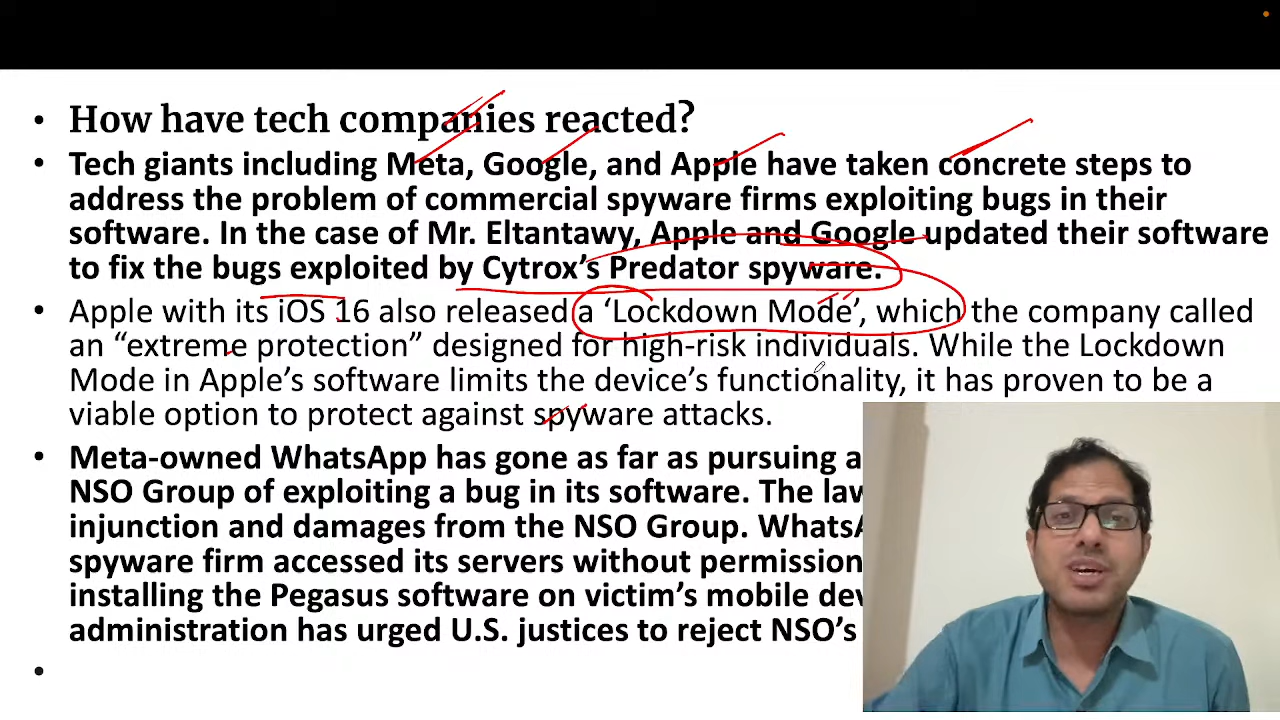 • How have tech companies reacted?
• Tech giants including Meta, Google, and Apple have taken concrete steps to
address the problem of commercial spyware firms exploiting bugs in their
software. In the case of Mr. Eltantawy, Apple and Google updated their software
to fix the bugs exploited by Cytrox’s Predator spyware.
• Apple with its iOS 16 also released a ‘Lockdown Mode’, which the company called
an “extreme protection” designed for high-risk individuals. While the Lockdown
Mode in Apple’s software limits the device’s functionality, it has proven to be a
viable option to protect against spyware attacks.
• Meta-owned WhatsApp has gone as far as pursuing a
NSO Group of exploiting a bug in its software. The
injunction and damages from the NSO Group.
spyware firm accessed its servers without permission
installing the Pegasus software on victim’s mobile
administration has urged U.S. justices to reject NSO’s
•